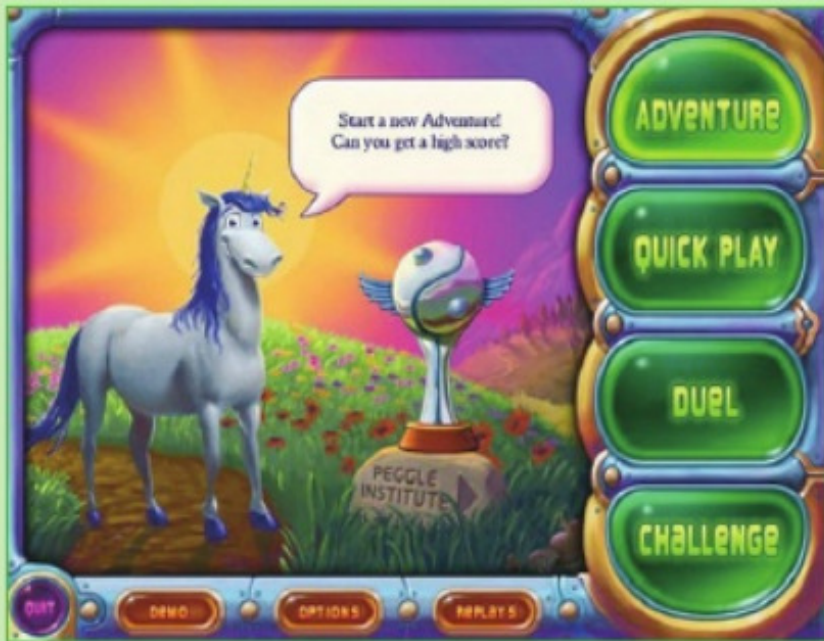 Start a new Adventure!
Can you get a high score?
ADVENTURE
QUICK PLAY
DUEL
CHALLENGE
PEGGLE
INSTITUTE
QUIT
DEMO
OPTIONS
REPLAYS